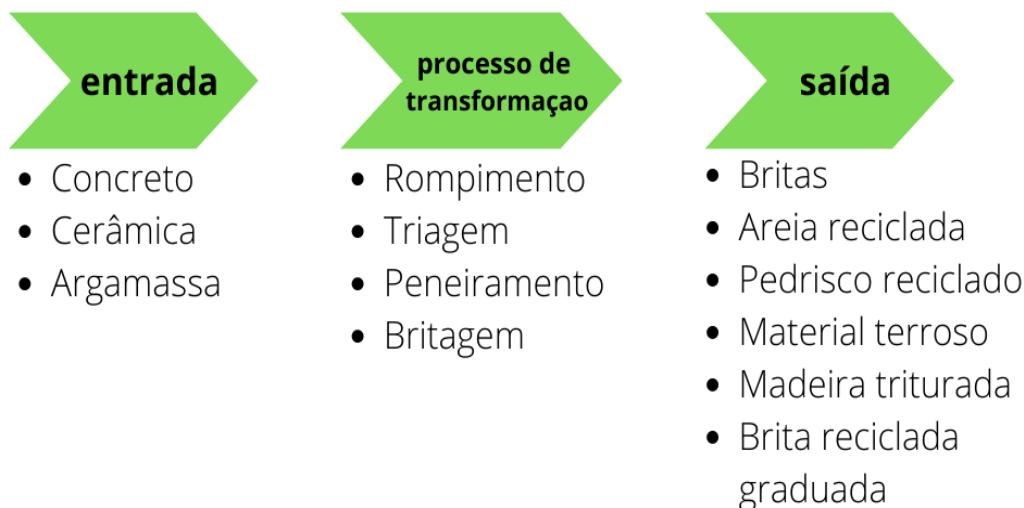 entrada
• Concreto
• Cerâmica
• Argamassa
processo de
transformaçao
• Rompimento
• Triagem
• Peneiramento
• Britagem
saída
• Britas
• Areia reciclada
• Pedrisco reciclado
• Material terroso
• Madeira triturada
• Brita reciclada
graduada